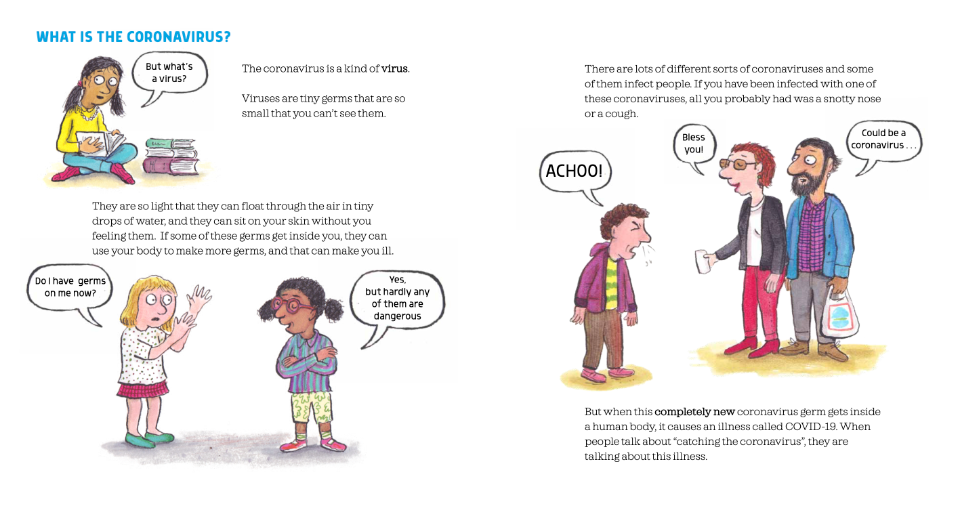 WHAT IS THE CORONAVIRUS?
But what's
a virus?
The coronavirus is a kind of virus.
Viruses are tiny germs that are so
small that you can't see them.
They are so light that they can float through the air in tiny
drops of water, and they can sit on your skin without you
feeling them. If some of these germs get inside you, they can
use your body to make more germs, and that can make you ill.
Do I have germs
on me now?
Yes,
but hardly any
of them are
dangerous
There are lots of different sorts of coronaviruses and some
of them infect people. If you have been infected with one of
these coronaviruses, all you probably had was a snotty nose
or a cough.
ACHOO!
Bless
you!
Could be a
coronavirus . . .
But when this completely new coronavirus germ gets inside
a human body, it causes an illness called COVID-19. When
people talk about “catching the coronavirus”, they are
talking about this illness.